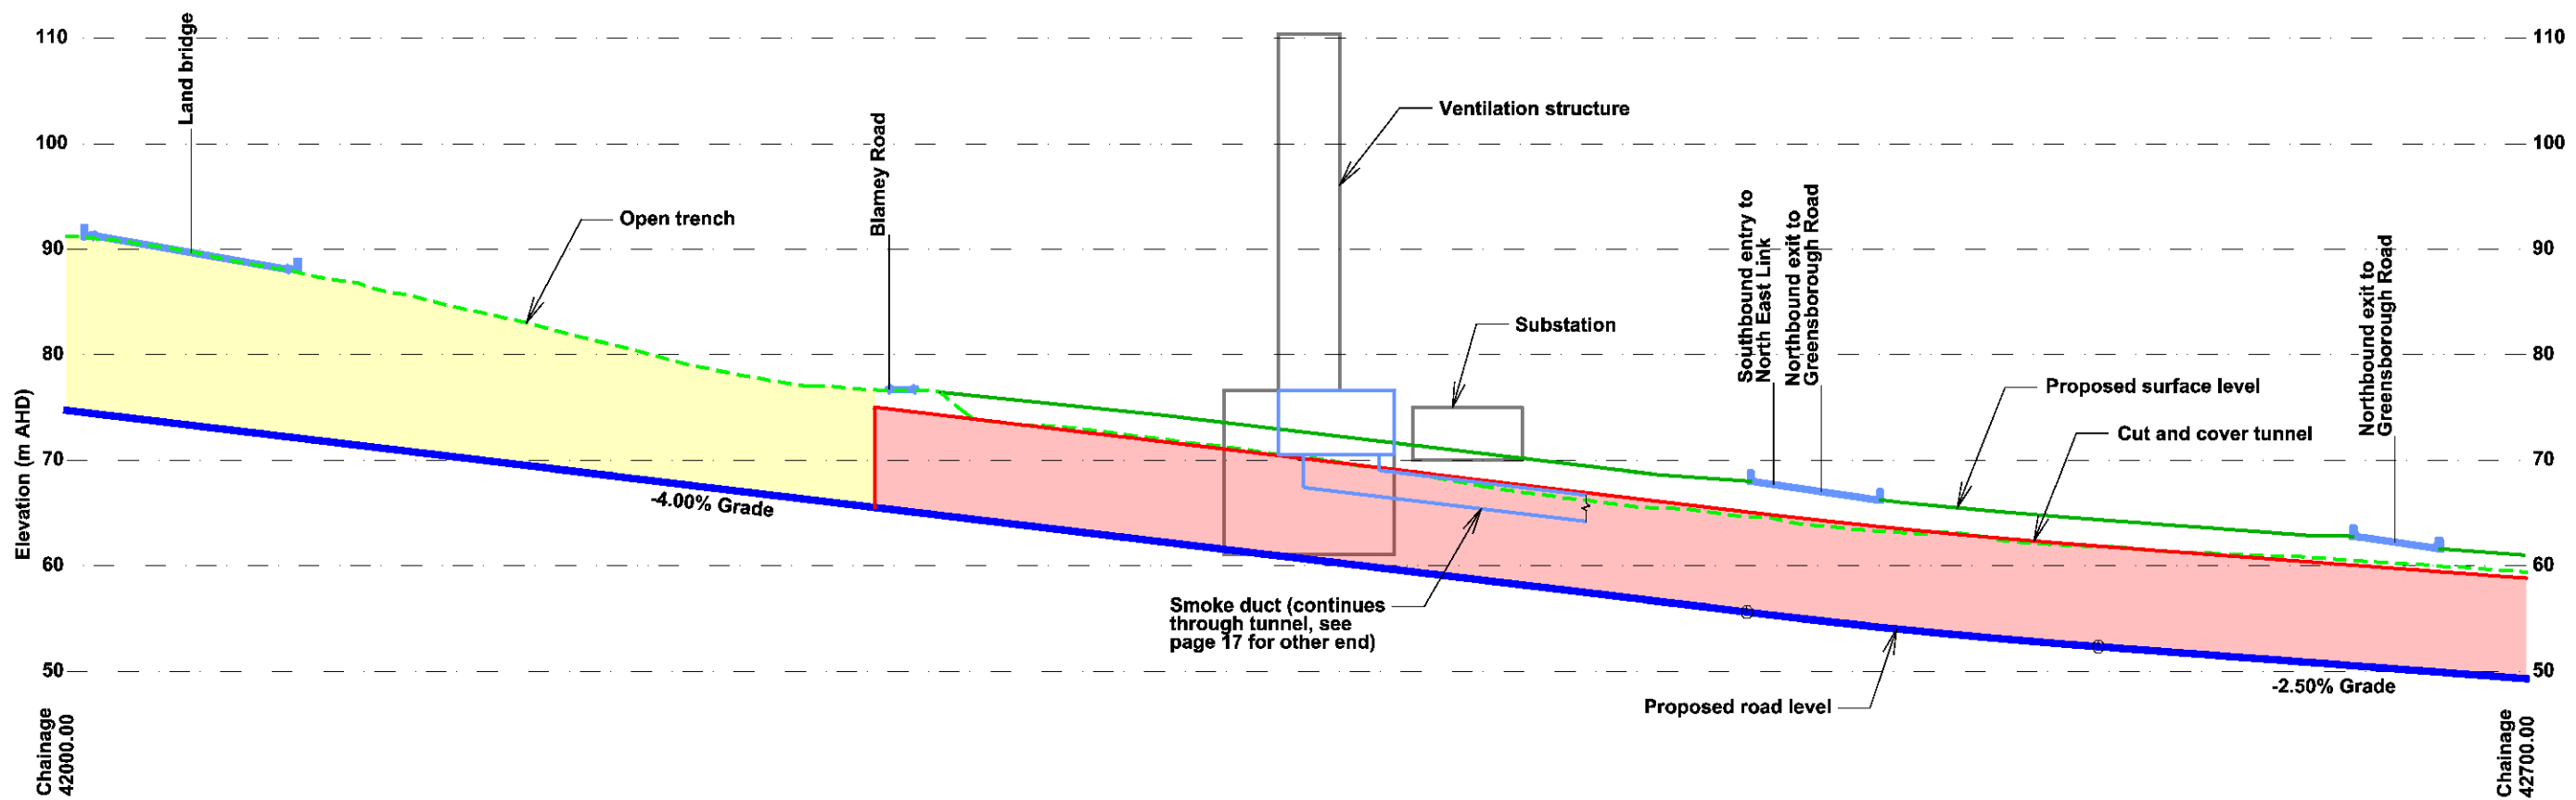 110
110
Land bridge
Ventilation structure
100
100
Blamey Road
Southbound entry to
North East Link
Northbound exit to
Greensborough Road
Open trench
Northbound exit to
Greensborough Road
90
90
Substation
80
80
Proposed surface level
Elevation (m AHD)
Cut and cover tunnel
70
70
-4.00% Grade
60
60
Smoke duct (continues
through tunnel, see
page 17 for other end)
50
50
-2.50% Grade
Proposed road level
Chainage
42000.00
Chainage
42700.00